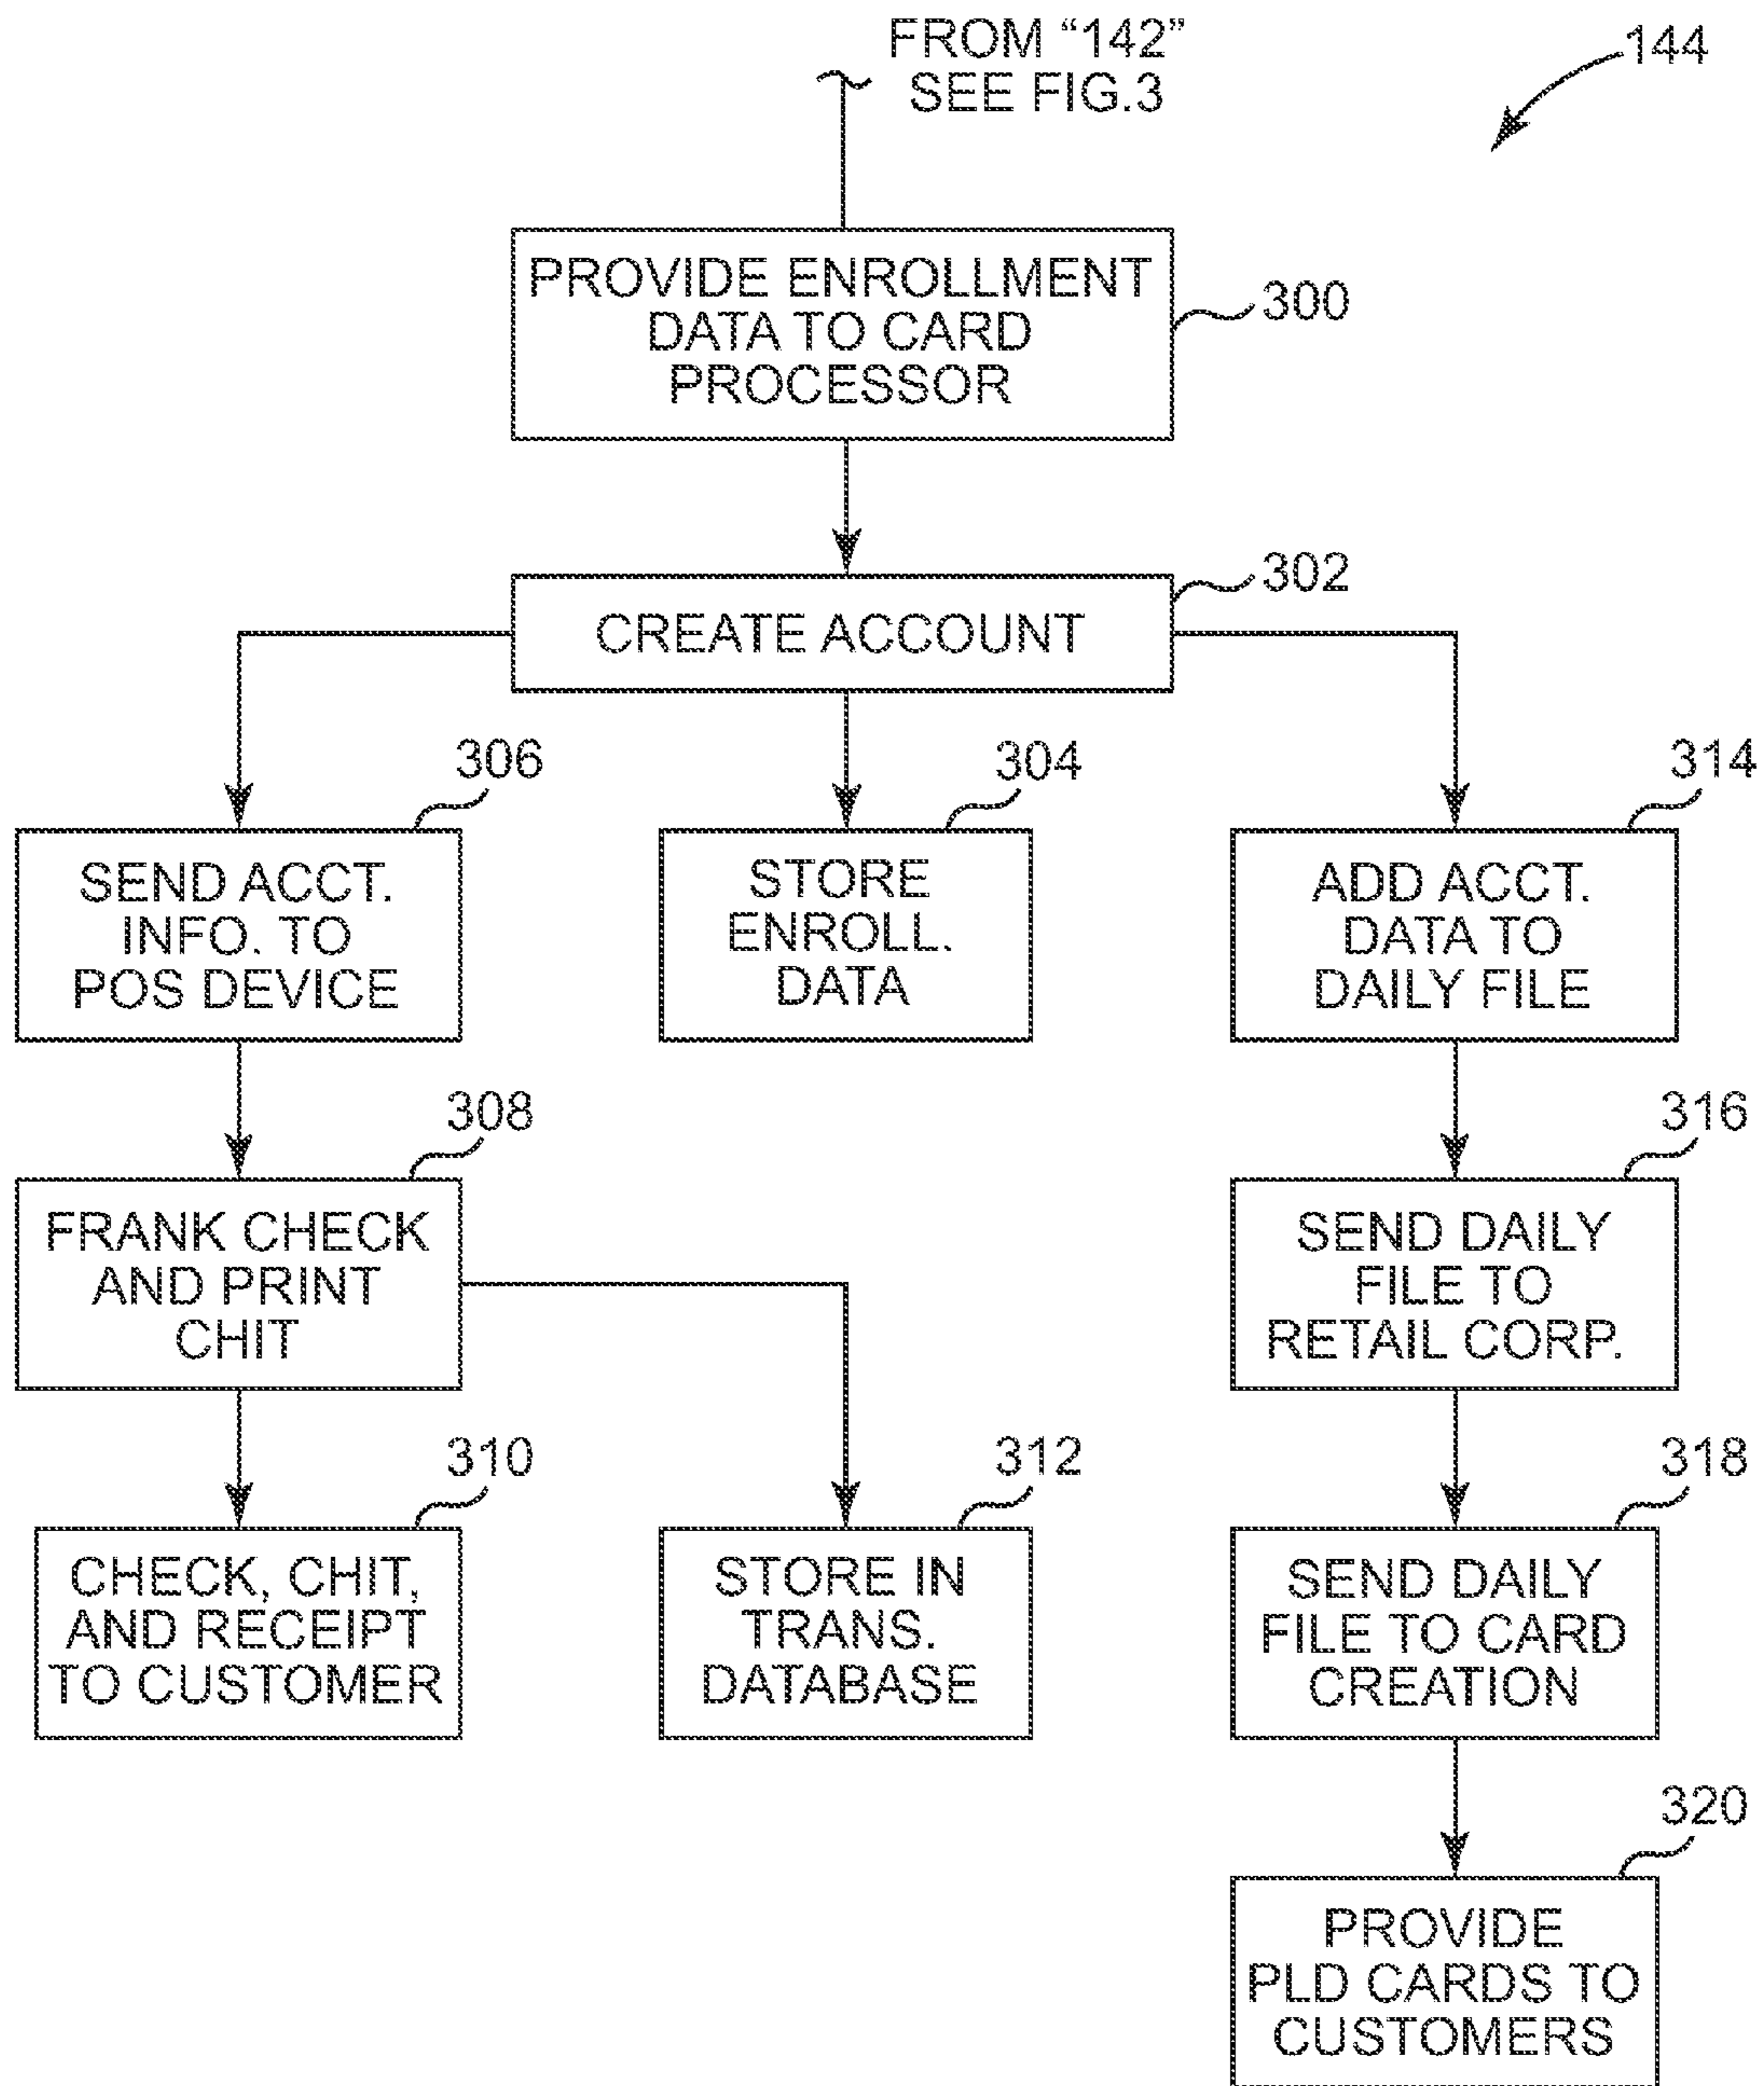 FROM “142”
SEE FIG.3
144
PROVIDE ENROLLMENT
DATA TO CARD
PROCESSOR
300
302
CREATE ACCOUNT
306
304
314
SEND ACCT.
INFO. TO
POS DEVICE
STORE
ENROLL.
DATA
ADD ACCT.
DATA TO
DAILY FILE
308
316
FRANK CHECK
AND PRINT
CHIT
SEND DAILY
FILE TO
RETAIL CORP.
310
312
318
CHECK, CHIT,
AND RECEIPT
TO CUSTOMER
STORE IN
TRANS.
DATABASE
SEND DAILY
FILE TO CARD
CREATION
320
PROVIDE
PLD CARDS TO
CUSTOMERS